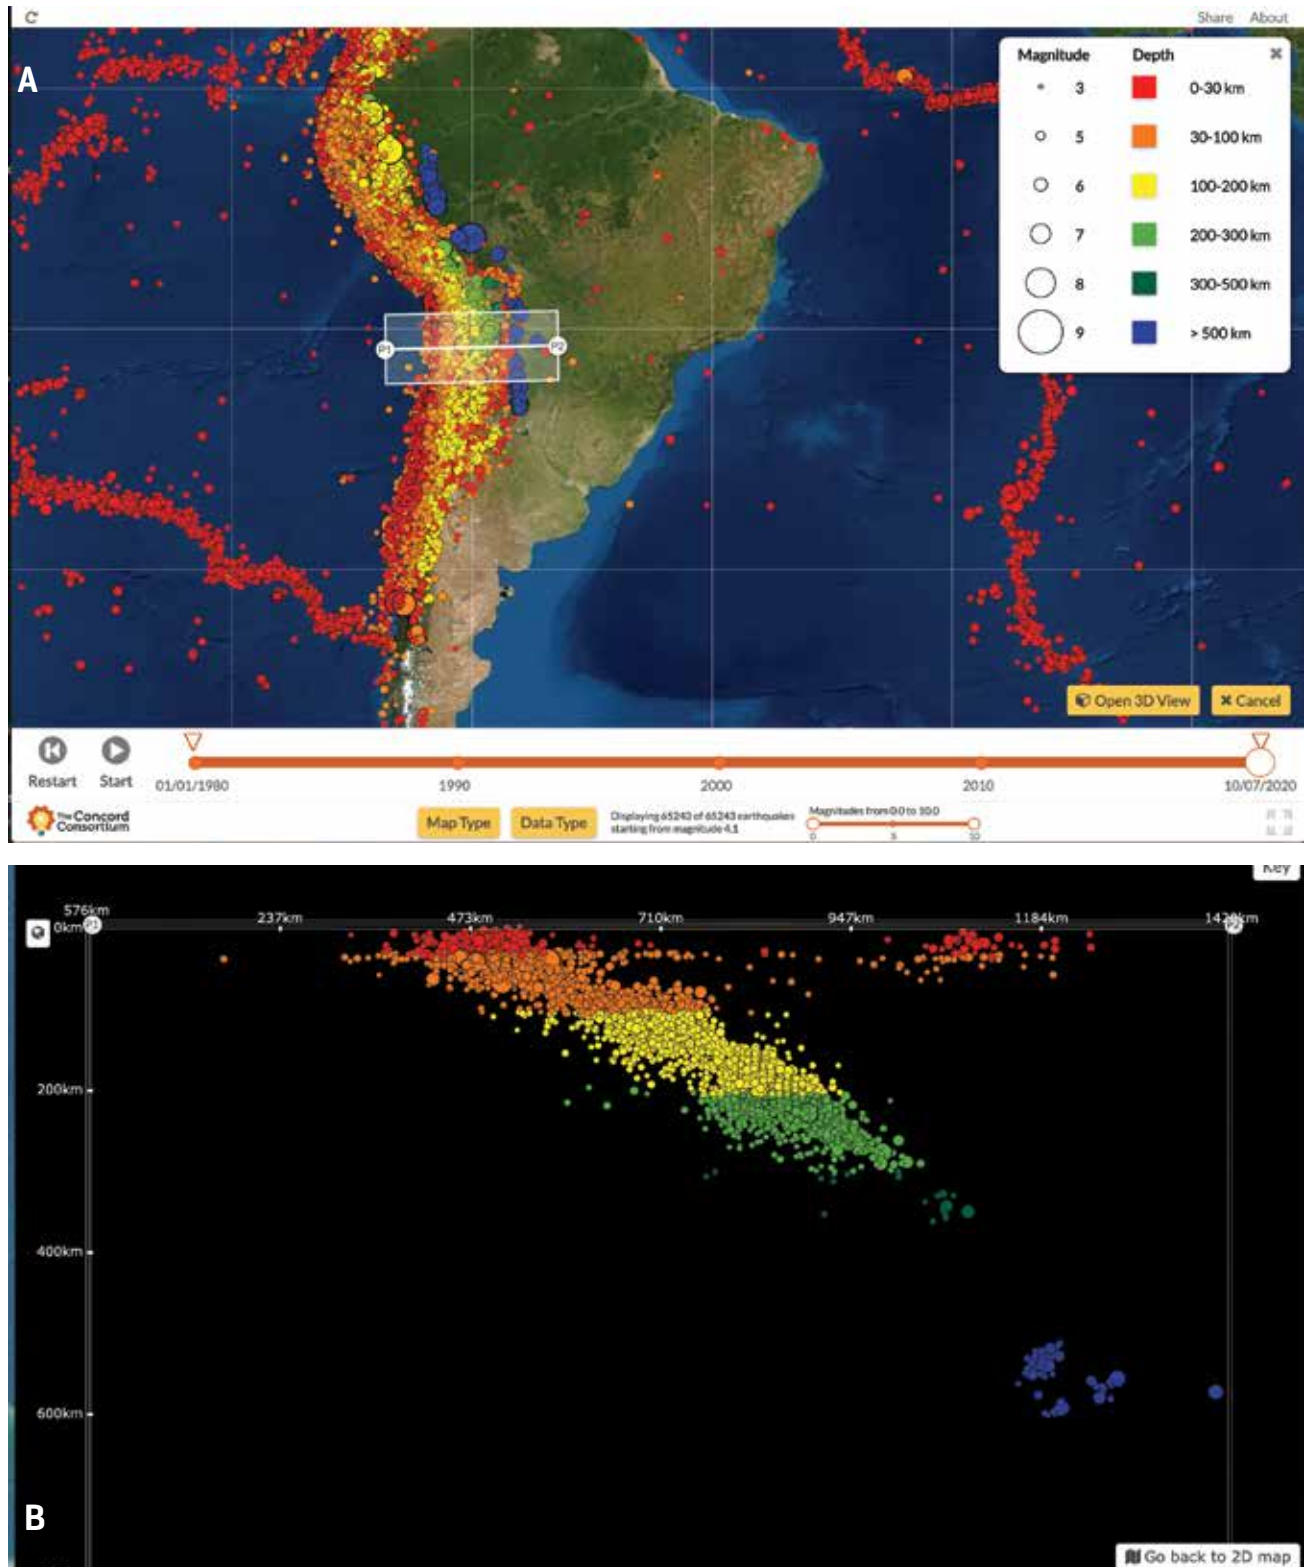 Share About
A
Magnitude Depth
3 0-30 km
5 30-100 km
6 100-200 km
7 200-300 km
8 300-500 km
9 > 500 km
P1 P2
Open 3D View Cancel
Restart Start 01/01/1980 1990 2000 2010 10/07/2020
The Concord
Consortium
Map Type Data Type
Displaying 65243 of 65243 earthquakes
starting from magnitude 4.1
Magnitudes from 0.0 to 10.0
0 5 10
Key
576km 237km 473km 710km 947km 1184km
0km P1 P2
200km
400km
600km
B
Go back to 2D map